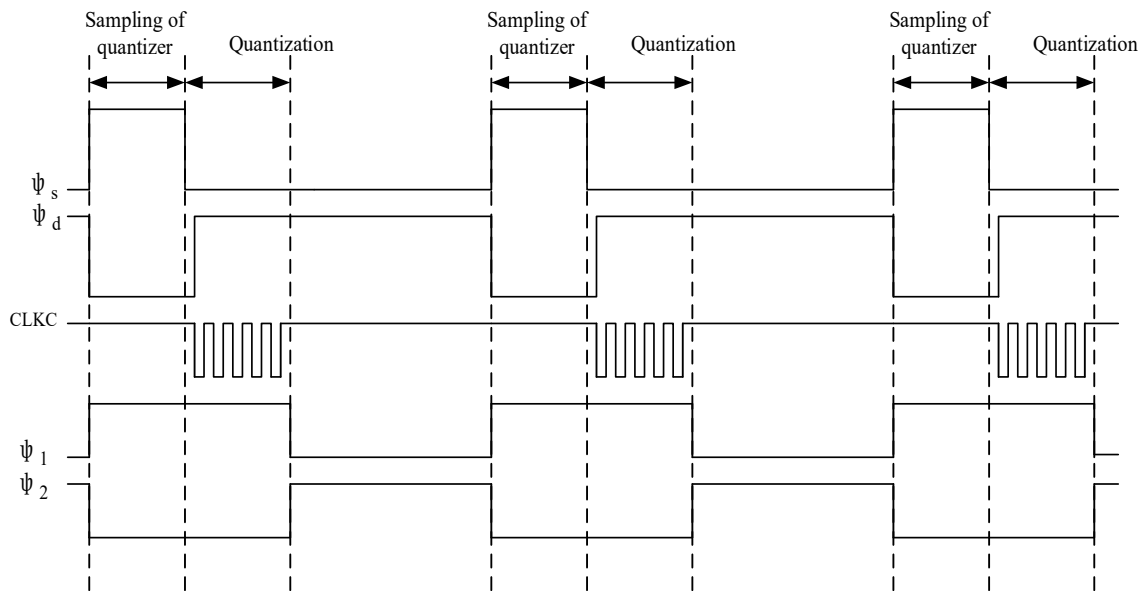 Sampling of
quantizer
Quantization
Sampling of
quantizer
Quantization
Sampling of
quantizer
Quantization
ψ s
ψ d
CLKC
ψ 1
ψ 2